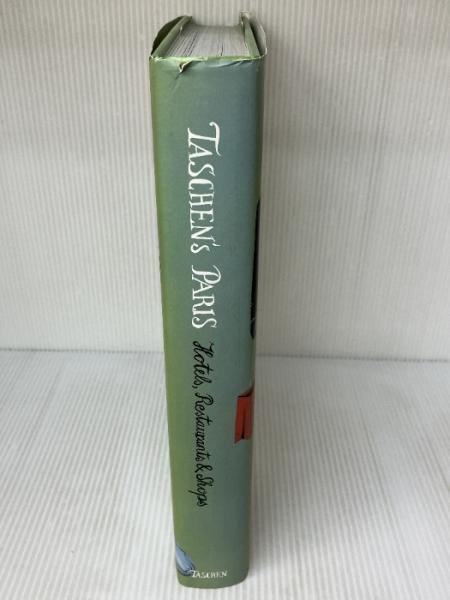 TASCHEN's PARIS
Hotels, Restaurants & Shops
TASCHEN